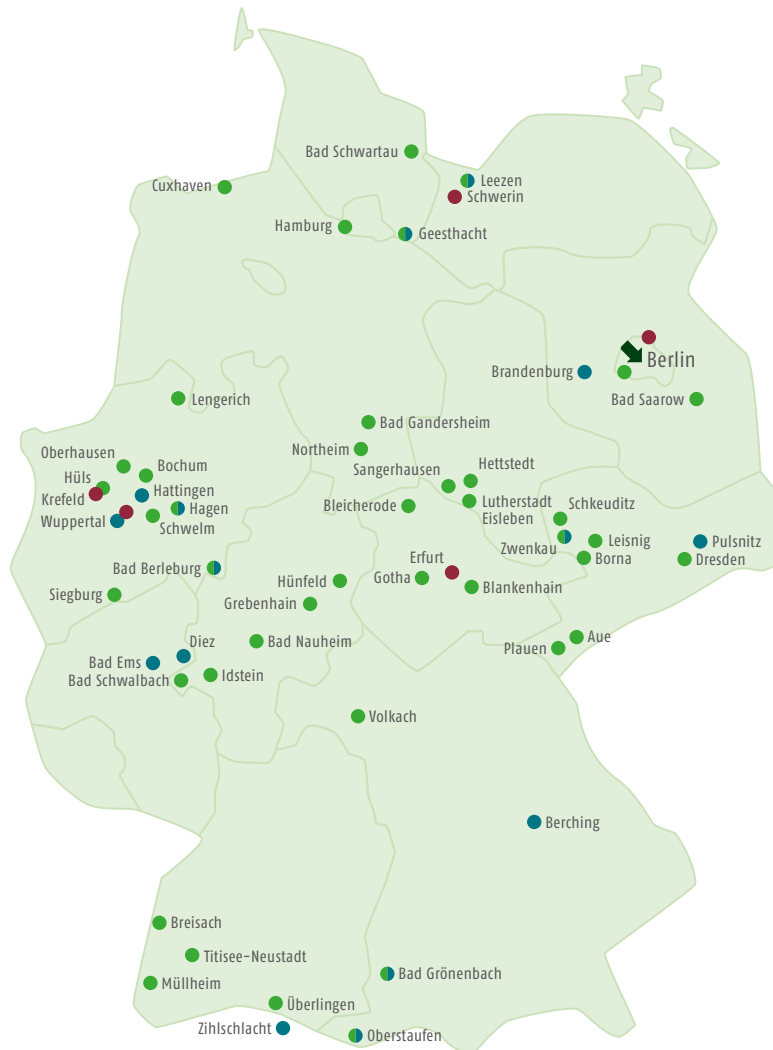 Bad Schwartau
Cuxhaven
Leezen
Schwerin
Hamburg
Geesthacht
Berlin
Brandenburg
Bad Saarow
Lengerich
Bad Gandersheim
Northeim
Oberhausen
Bochum
Sangerhausen
Hettstedt
Hüls
Krefeld
Hattingen
Hagen
Wuppertal
Schwelm
Bleicherode
Lutherstadt
Eisleben
Schkeuditz
Zwenkau
Leisnig
Borna
Pulsnitz
Dresden
Bad Berleburg
Erfurt
Gotha
Blankenhain
Hünfeld
Siegburg
Grebenhain
Diez
Bad Nauheim
Aue
Plauen
Bad Ems
Bad Schwalbach
Idstein
Volkach
Berching
Breisach
Titisee-Neustadt
Bad Grönenbach
Müllheim
Überlingen
Zihlschlacht
Oberstaufen